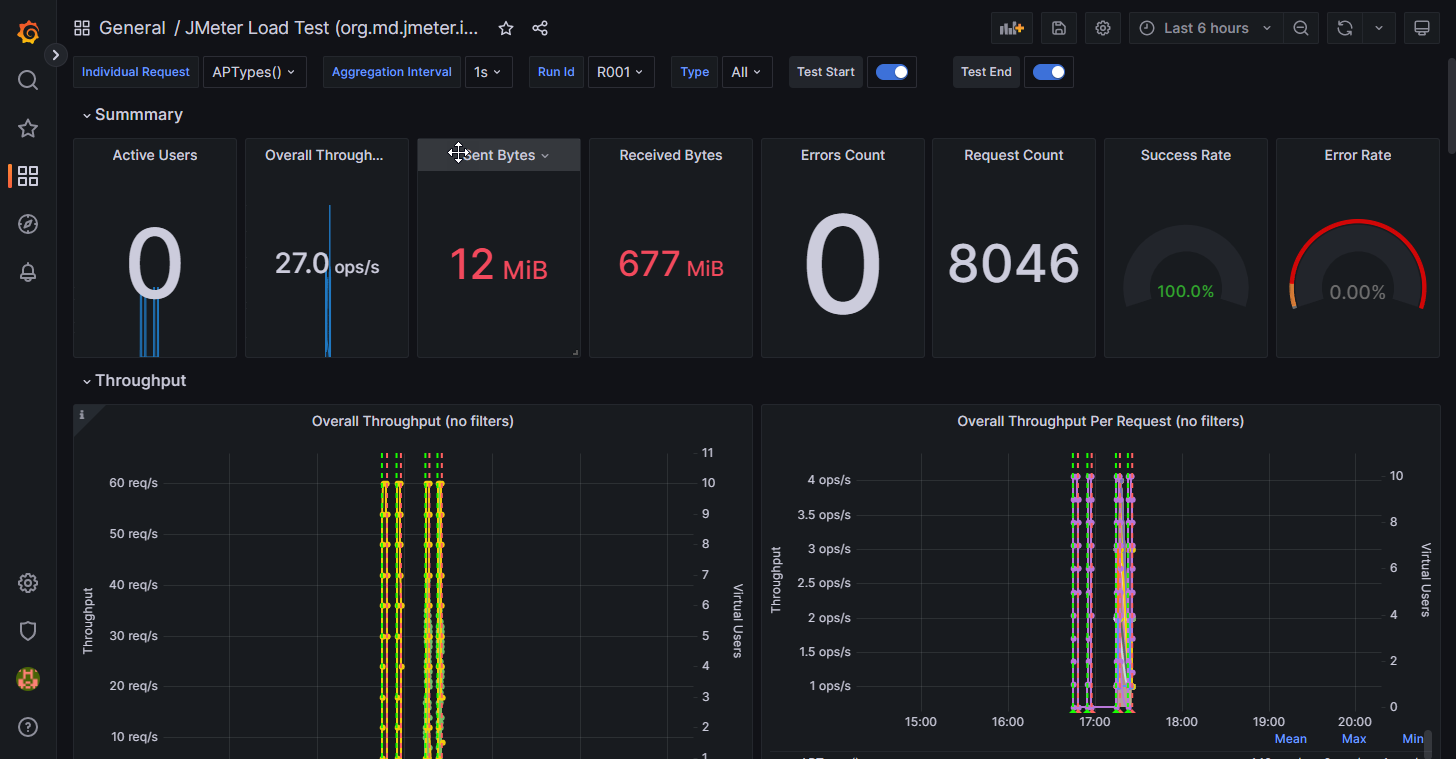 General / JMeter Load Test (org.md.jmeter.i...
Last 6 hours
Individual Request APTypes() Aggregation Interval 1s Run Id R001 Type All Test Start Test End
Summmary
Active Users
0
Overall Through...
27.0 ops/s
Sent Bytes
12 MiB
Received Bytes
677 MiB
Errors Count
0
Request Count
8046
Success Rate
100.0%
Error Rate
0.00%
Throughput
i
Overall Throughput (no filters)
60 req/s
50 req/s
40 req/s
30 req/s
20 req/s
10 req/s
Throughput
11
10
9
8
7
6
5
4
3
2
1
Virtual Users
Overall Throughput Per Request (no filters)
4 ops/s
3.5 ops/s
3 ops/s
2.5 ops/s
2 ops/s
1.5 ops/s
1 ops/s
Throughput
10
8
6
4
2
0
Virtual Users
15:00 16:00 17:00 18:00 19:00 20:00
Mean Max Min